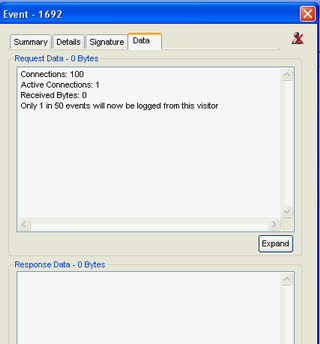 Event - 1692
Summary Details Signature Data
Request Data - 0 Bytes
Connections: 100
Active Connections: 1
Received Bytes: 0
Only 1 in 50 events will now be logged from this visitor
Expand
Response Data - 0 Bytes